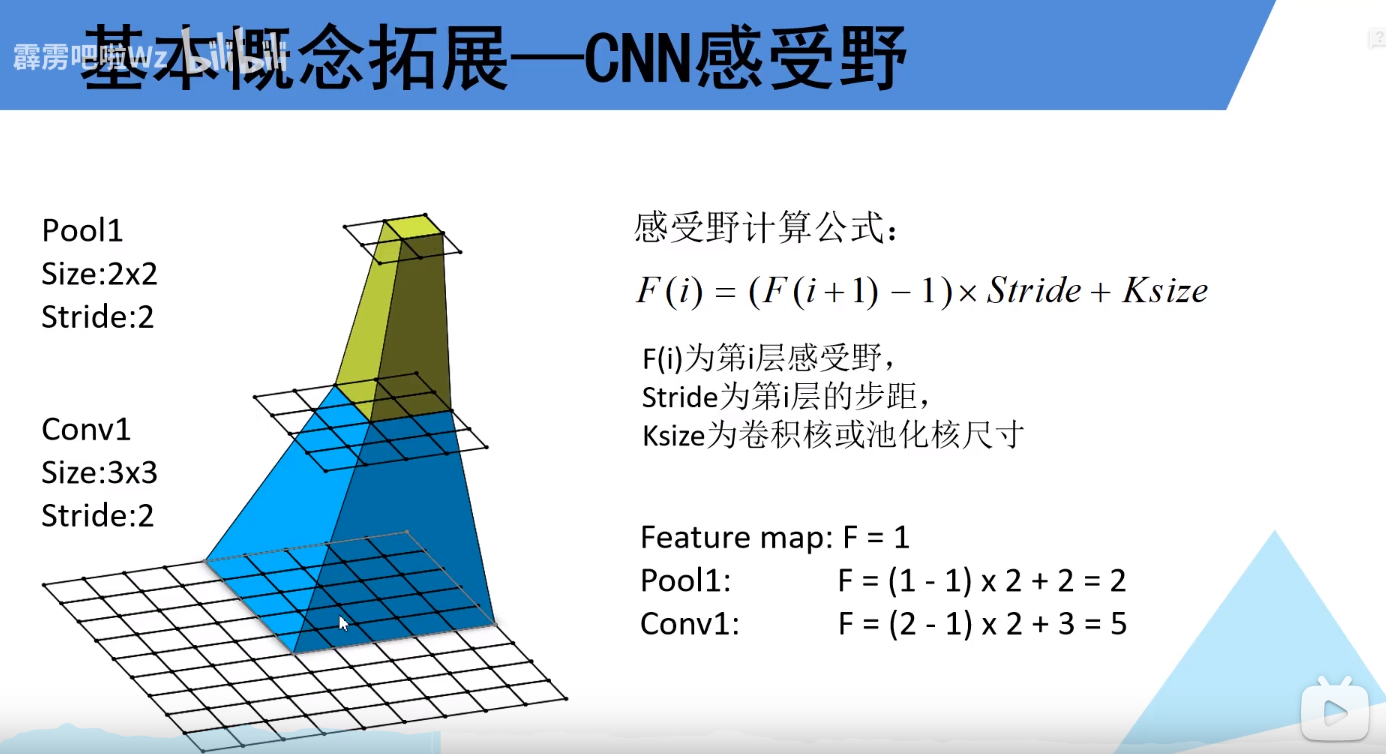 基本概念拓展—CNN感受野
霹雳吧啦Wz bilibili
Pool1
Size:2x2
Stride:2
Conv1
Size:3x3
Stride:2
感受野计算公式：
F(i) = (F(i+1) − 1) × Stride + Ksize
F(i)为第i层感受野，
Stride为第i层的步距，
Ksize为卷积核或池化核尺寸
Feature map: F = 1
Pool1: F = (1 - 1) x 2 + 2 = 2
Conv1: F = (2 - 1) x 2 + 3 = 5